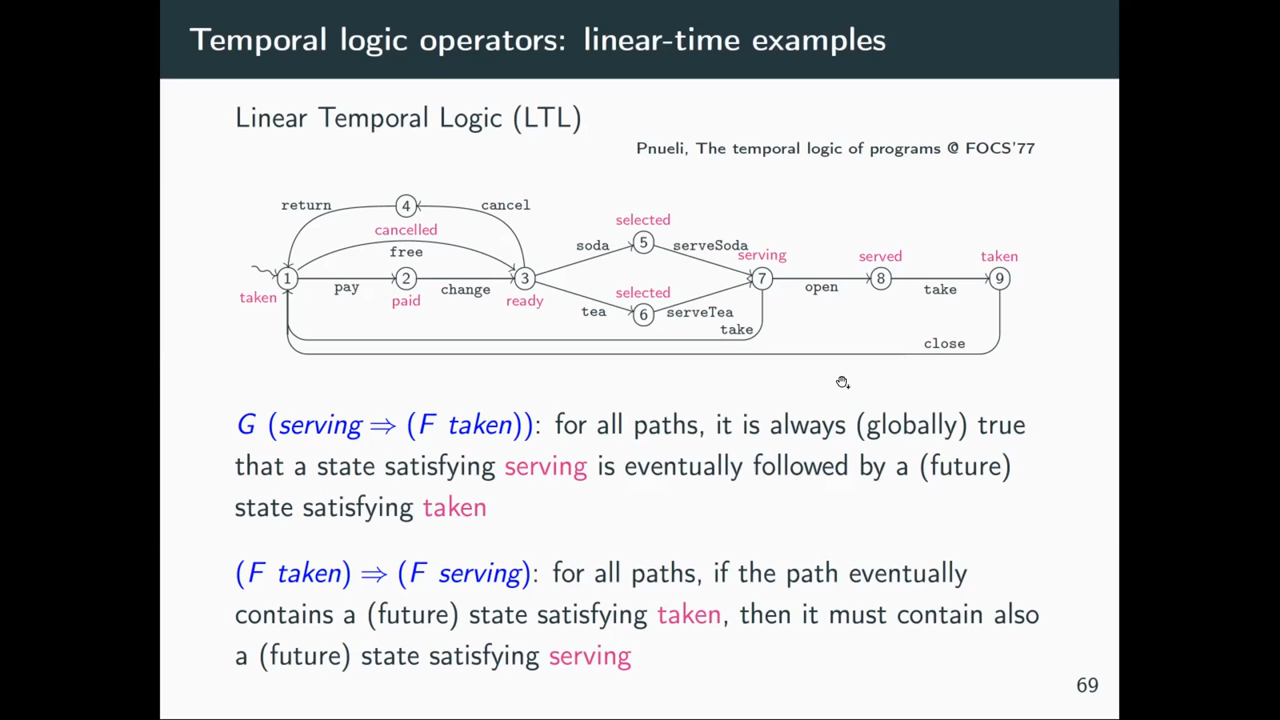 Temporal logic operators: linear-time examples
Linear Temporal Logic (LTL)
Pnueli, The temporal logic of programs @ FOCS'77
return 4 cancel
cancelled
free
selected
soda 5 serveSoda
serving served taken
1 pay 2 change 3 7 open 8 take 9
taken paid ready
selected
tea 6 serveTea
take
close
G (serving ⇒ (F taken)): for all paths, it is always (globally) true
that a state satisfying serving is eventually followed by a (future)
state satisfying taken
(F taken) ⇒ (F serving): for all paths, if the path eventually
contains a (future) state satisfying taken, then it must contain also
a (future) state satisfying serving
69